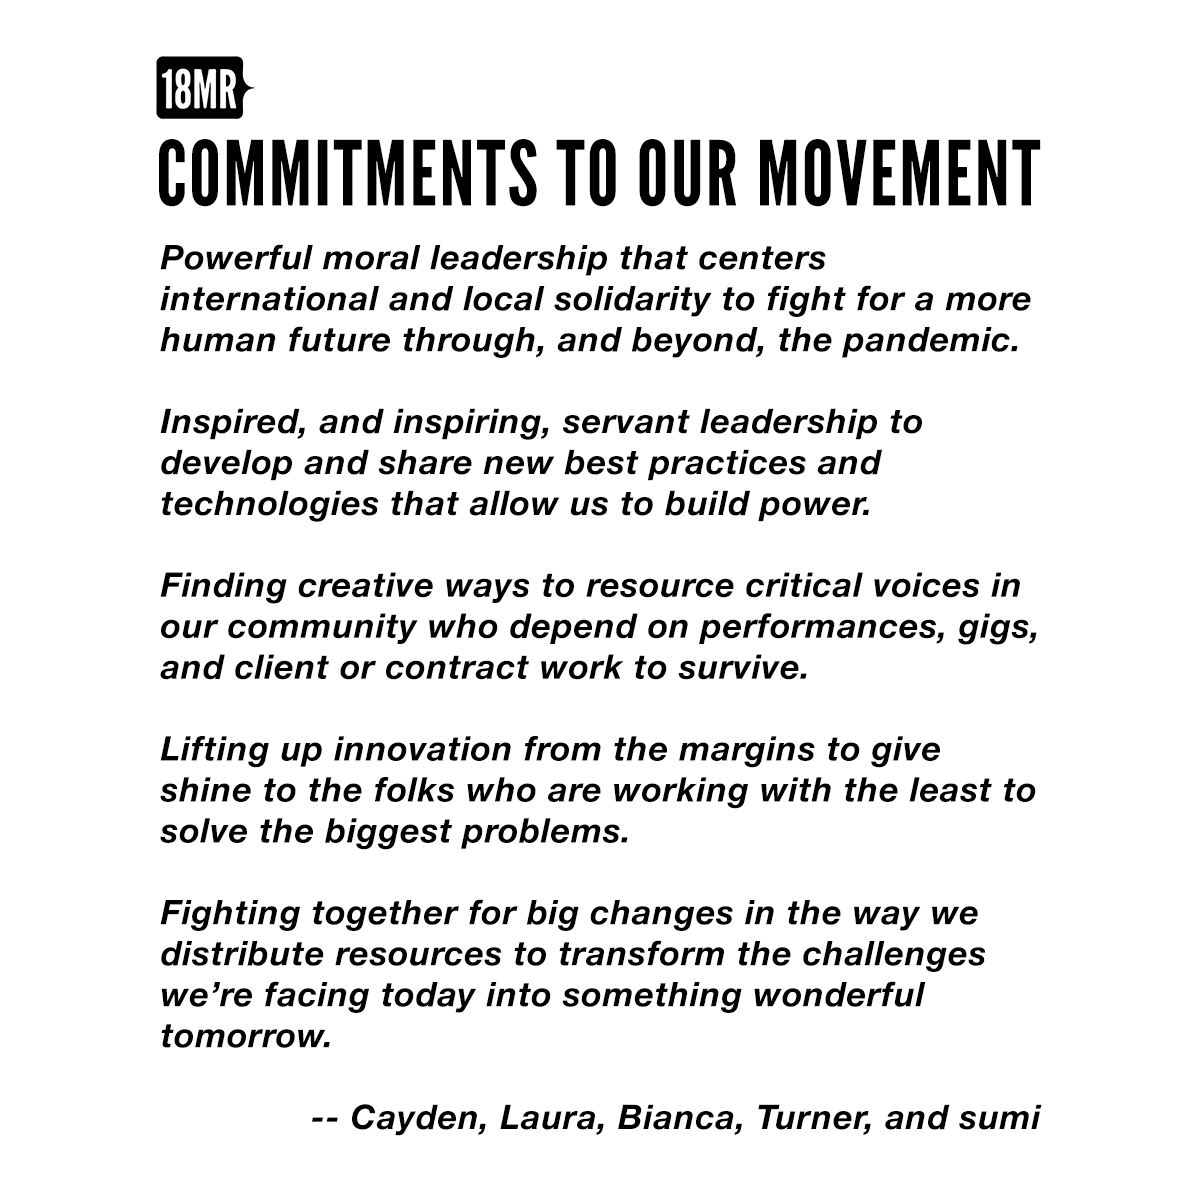 18MR
COMMITMENTS TO OUR MOVEMENT
Powerful moral leadership that centers
international and local solidarity to fight for a more
human future through, and beyond, the pandemic.
Inspired, and inspiring, servant leadership to
develop and share new best practices and
technologies that allow us to build power.
Finding creative ways to resource critical voices in
our community who depend on performances, gigs,
and client or contract work to survive.
Lifting up innovation from the margins to give
shine to the folks who are working with the least to
solve the biggest problems.
Fighting together for big changes in the way we
distribute resources to transform the challenges
we’re facing today into something wonderful
tomorrow.
-- Cayden, Laura, Bianca, Turner, and sumi